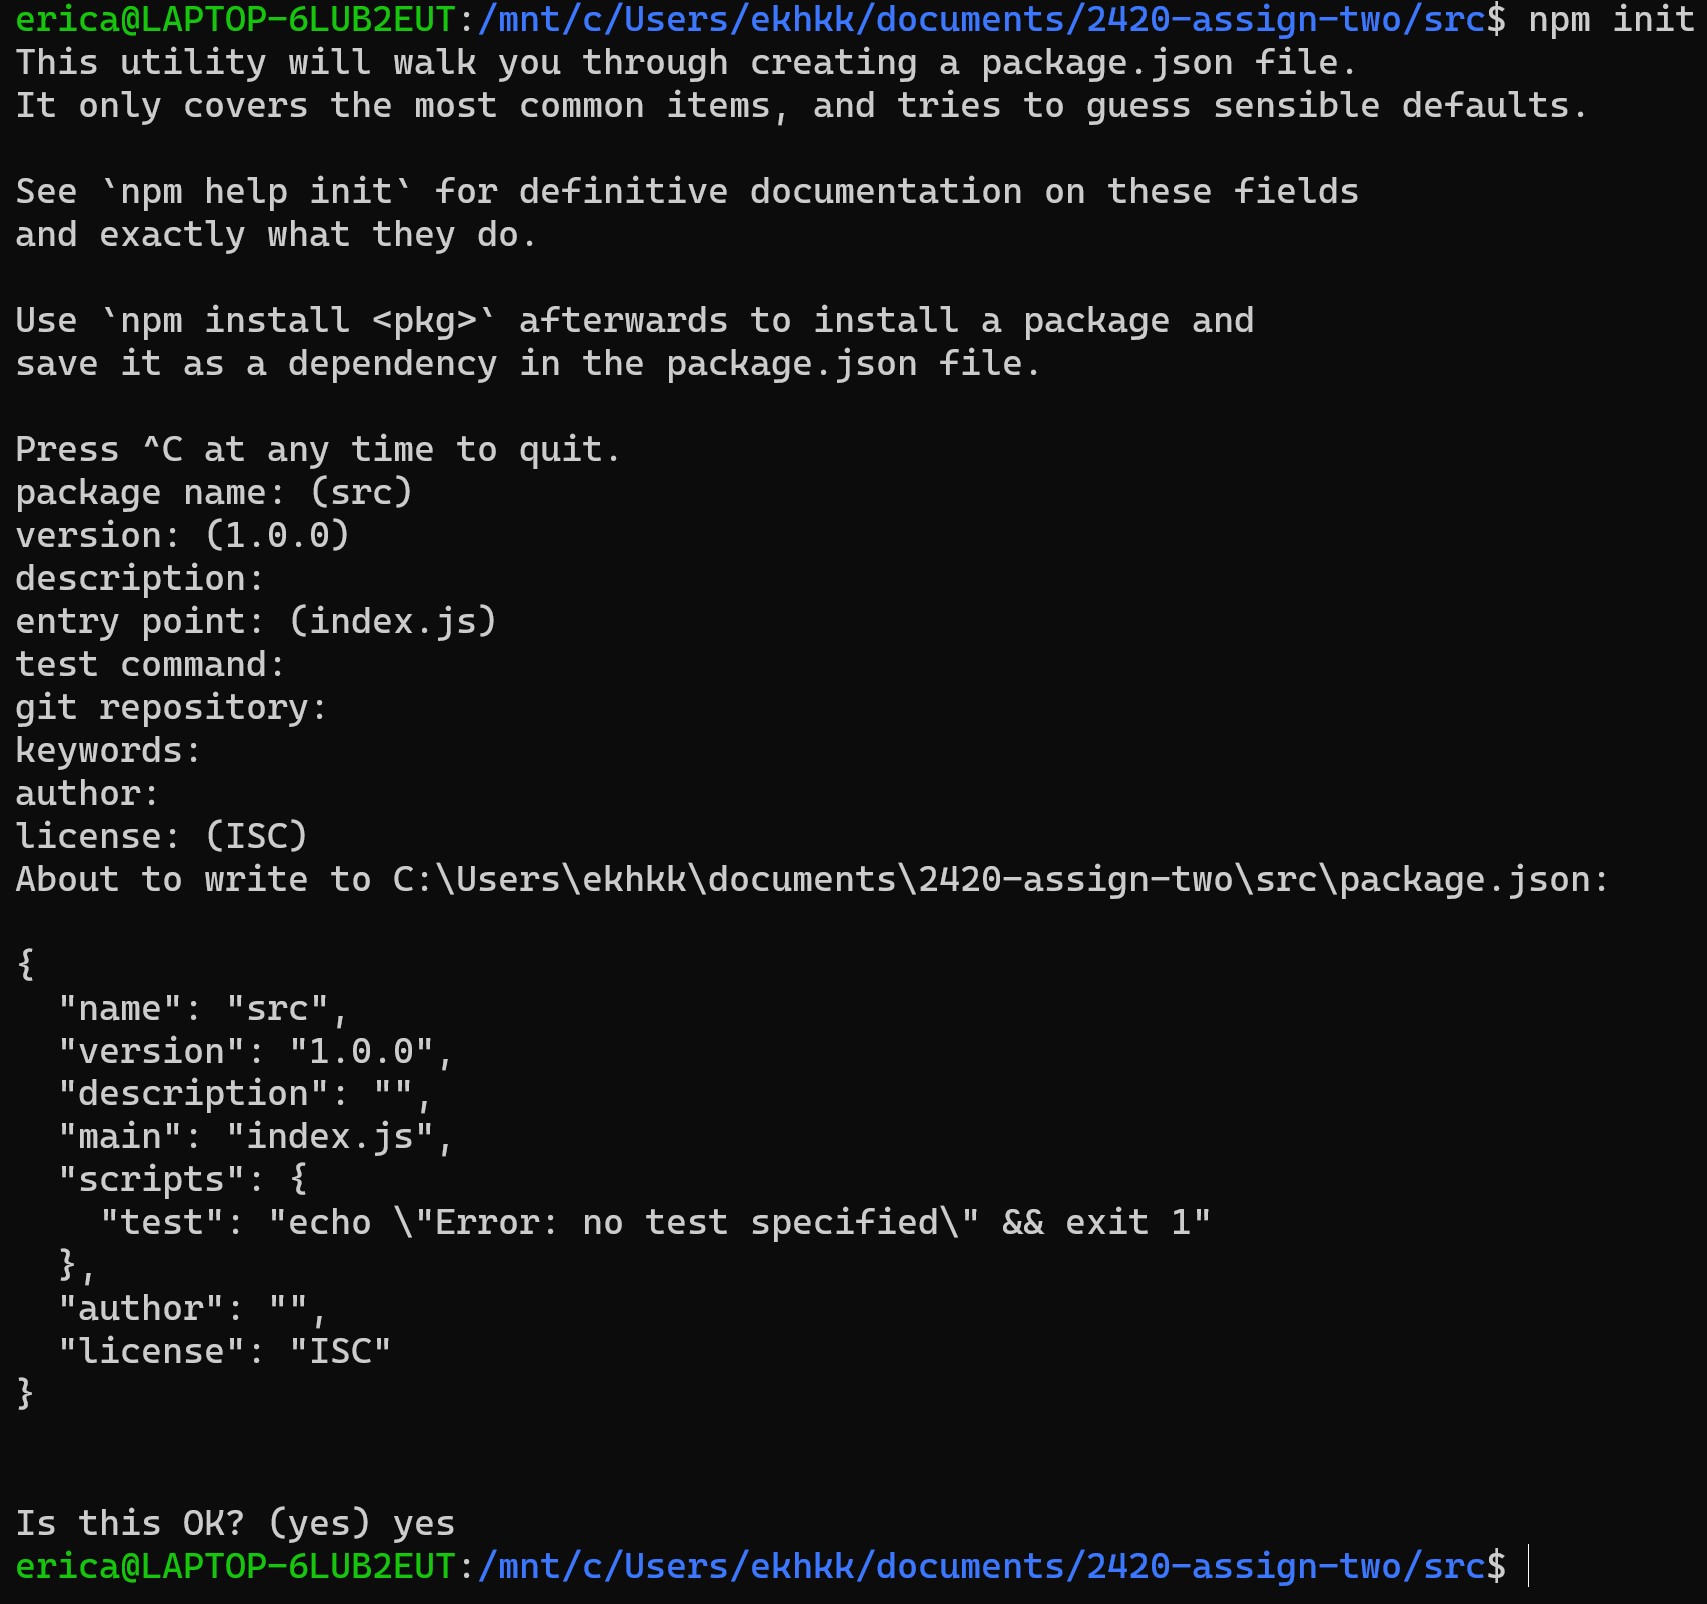 erica@LAPTOP-6LUB2EUT:/mnt/c/Users/ekhkk/documents/2420-assign-two/src$ npm init
This utility will walk you through creating a package.json file.
It only covers the most common items, and tries to guess sensible defaults.

See `npm help init` for definitive documentation on these fields
and exactly what they do.

Use `npm install <pkg>` afterwards to install a package and
save it as a dependency in the package.json file.

Press ^C at any time to quit.
package name: (src)
version: (1.0.0)
description:
entry point: (index.js)
test command:
git repository:
keywords:
author:
license: (ISC)
About to write to C:\Users\ekhkk\documents\2420-assign-two\src\package.json:

{
  "name": "src",
  "version": "1.0.0",
  "description": "",
  "main": "index.js",
  "scripts": {
    "test": "echo \"Error: no test specified\" && exit 1"
  },
  "author": "",
  "license": "ISC"
}

Is this OK? (yes) yes
erica@LAPTOP-6LUB2EUT:/mnt/c/Users/ekhkk/documents/2420-assign-two/src$